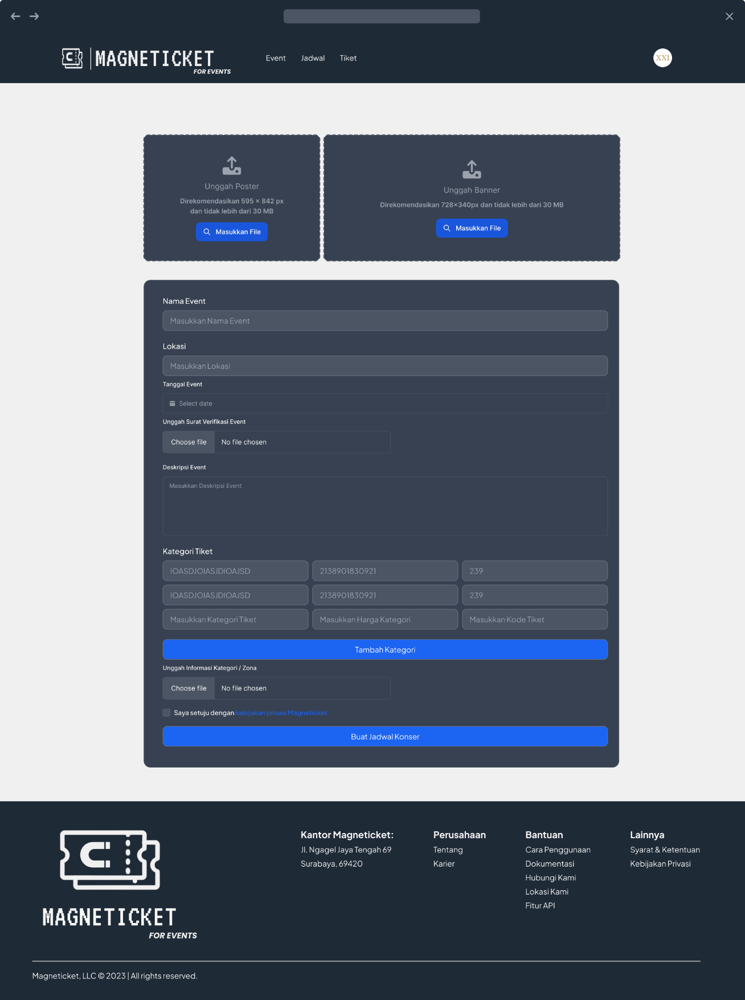 MAGNETICKET
FOR EVENTS
Event Jadwal Tiket
XXI
Unggah Poster
Direkomendasikan 595 × 842 px
dan tidak lebih dari 30 MB
Masukkan File
Unggah Banner
Direkomendasikan 728×340px dan tidak lebih dari 30 MB
Masukkan File
Nama Event
Masukkan Nama Event
Lokasi
Masukkan Lokasi
Tanggal Event
Select date
Unggah Surat Verifikasi Event
Choose file No file chosen
Deskripsi Event
Masukkan Deskripsi Event
Kategori Tiket
IOASDJOIASJDIOAJSD 2138901830921 239
IOASDJOIASJDIOAJSD 2138901830921 239
Masukkan Kategori Tiket Masukkan Harga Kategori Masukkan Kode Tiket
Tambah Kategori
Unggah Informasi Kategori / Zona
Choose file No file chosen
Saya setuju dengan kebijakan privasi Magneticket
Buat Jadwal Konser
MAGNETICKET
FOR EVENTS
Kantor Magneticket:
Jl. Ngagel Jaya Tengah 69
Surabaya, 69420
Perusahaan
Tentang
Karier
Bantuan
Cara Penggunaan
Dokumentasi
Hubungi Kami
Lokasi Kami
Fitur API
Lainnya
Syarat & Ketentuan
Kebijakan Privasi
Magneticket, LLC © 2023 | All rights reserved.